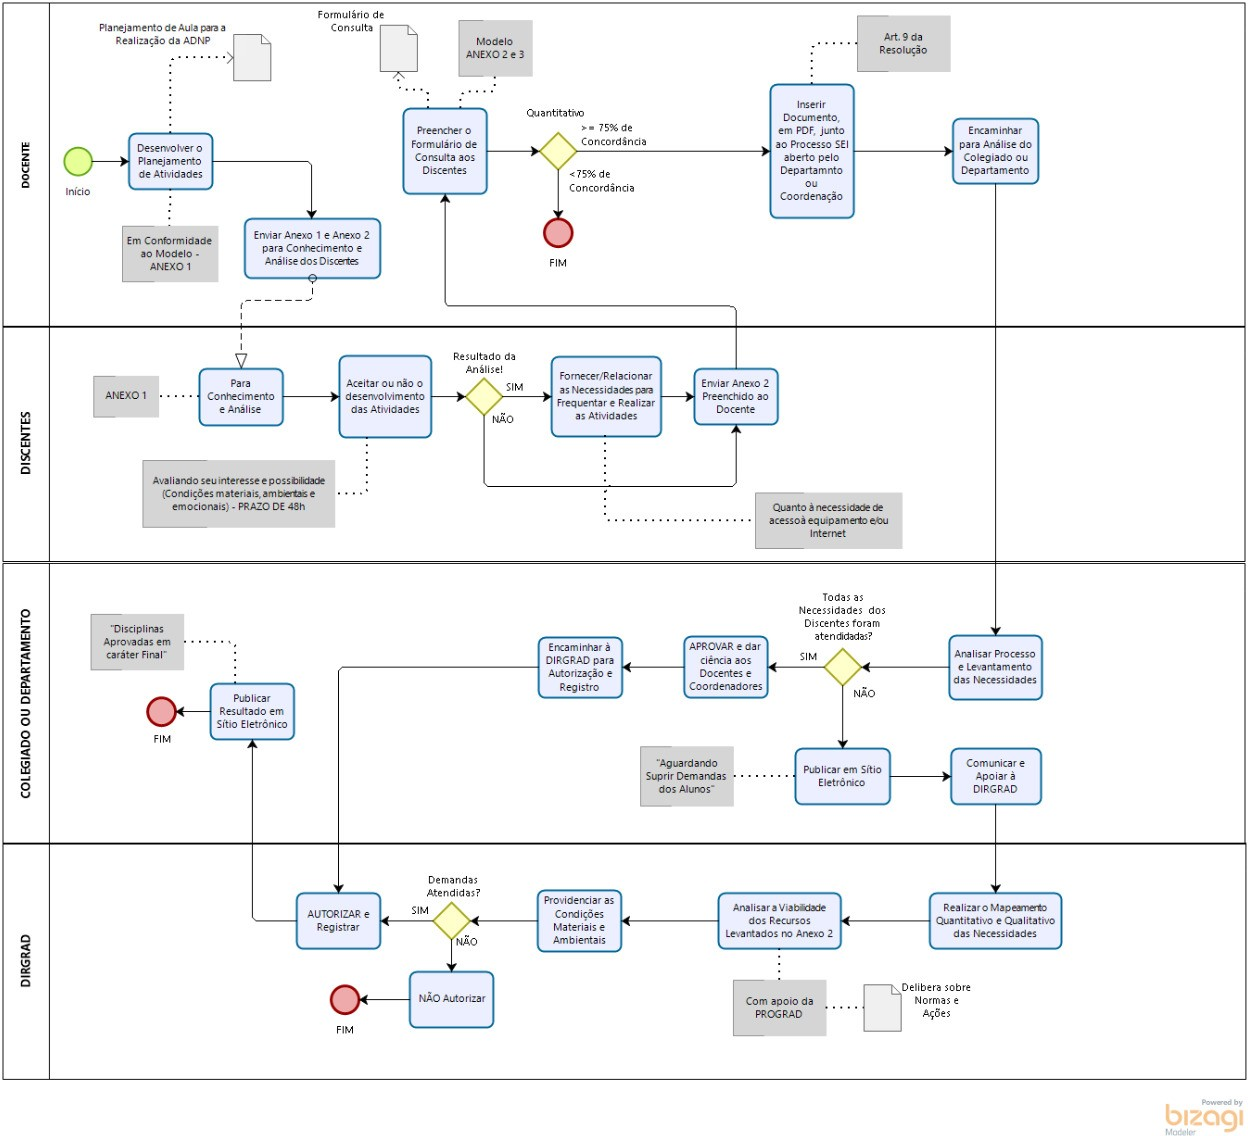 DOCENTE
Planejamento de Aula para a
Realização da ADNP
Formulário de
Consulta
Modelo
ANEXO 2 e 3
Art. 9 da
Resolução
Início
Desenvolver o
Planejamento
de Atividades
Em Conformidade
ao Modelo -
ANEXO 1
Enviar Anexo 1 e Anexo 2
para Conhecimento e
Análise dos Discentes
Preencher o
Formulário de
Consulta aos
Discentes
Quantitativo
>= 75% de
Concordância
<75% de
Concordância
FIM
Inserir
Documento,
em PDF, junto
ao Processo SEI
aberto pelo
Departamnto
ou
Coordenação
Encaminhar
para Análise do
Colegiado ou
Departamento
DISCENTES
ANEXO 1
Para
Conhecimento
e Análise
Aceitar ou não o
desenvolvimento
das Atividades
Avaliando seu interesse e possibilidade
(Condições materiais, ambientais e
emocionais) - PRAZO DE 48h
Resultado da
Análise!
SIM
NÃO
Fornecer/Relacionar
as Necessidades para
Frequentar e Realizar
as Atividades
Enviar Anexo 2
Preenchido ao
Docente
Quanto à necessidade de
acesso à equipamento e/ou
Internet
COLEGIADO OU DEPARTAMENTO
"Disciplinas
Aprovadas em
caráter Final"
FIM
Publicar
Resultado em
Sítio Eletrônico
Encaminhar à
DIRGRAD para
Autorização e
Registro
APROVAR e dar
ciência aos
Docentes e
Coordenadores
Todas as
Necessidades dos
Discentes foram
atendidadas?
SIM
NÃO
Analisar Processo
e Levantamento
das Necessidades
"Aguardando
Suprir Demandas
dos Alunos"
Publicar em Sítio
Eletrônico
Comunicar e
Apoiar à
DIRGRAD
DIRGRAD
AUTORIZAR e
Registrar
Demandas
Atendidas?
SIM
NÃO
NÃO Autorizar
FIM
Providenciar as
Condições
Materiais e
Ambientais
Analisar a Viabilidade
dos Recursos
Levantados no Anexo 2
Realizar o Mapeamento
Quantitativo e Qualitativo
das Necessidades
Com apoio da
PROGRAD
Delibera sobre
Normas e
Ações
Powered by
bizagi
Modeler